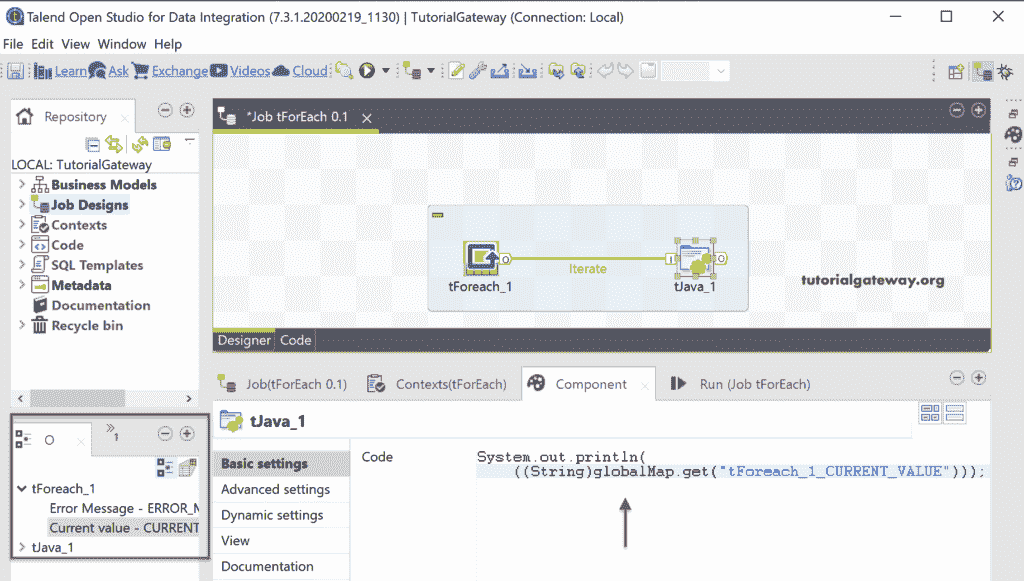 Talend Open Studio for Data Integration (7.3.1.20200219_1130) | TutorialGateway (Connection: Local)
File Edit View Window Help
Learn Ask Exchange Videos Cloud
Repository
*Job tForEach 0.1
LOCAL: TutorialGateway
Business Models
Job Designs
Contexts
Code
SQL Templates
Metadata
Documentation
Recycle bin
Iterate
tForeach_1
tJava_1
tutorialgateway.org
Designer Code
Job(tForEach 0.1) Contexts(tForEach) Component Run (Job tForEach)
tJava_1
Basic settings
Advanced settings
Dynamic settings
View
Documentation
Code
System.out.println(
((String)globalMap.get("tForeach_1_CURRENT_VALUE")));
O
1
tForeach_1
Error Message - ERROR_M
Current value - CURRENT
tJava_1